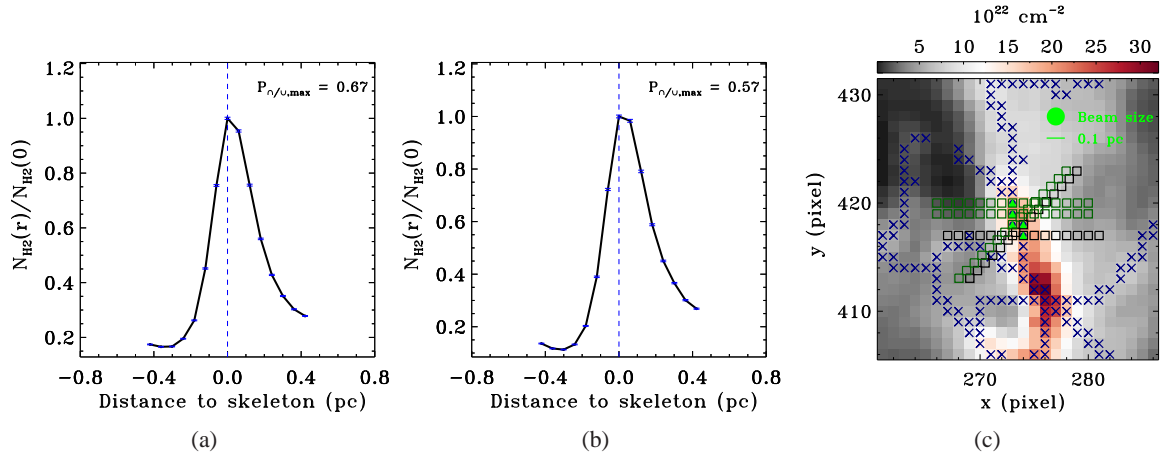 1.2
1.0
0.8
0.6
0.4
0.2
N_H2(r)/N_H2(0)
P_∩/∪,max = 0.67
−0.8 −0.4 0.0 0.4 0.8
Distance to skeleton (pc)
(a)
1.2
1.0
0.8
0.6
0.4
0.2
N_H2(r)/N_H2(0)
P_∩/∪,max = 0.57
−0.8 −0.4 0.0 0.4 0.8
Distance to skeleton (pc)
(b)
10^22 cm^-2
5 10 15 20 25 30
430
420
410
y (pixel)
Beam size
0.1 pc
270 280
x (pixel)
(c)